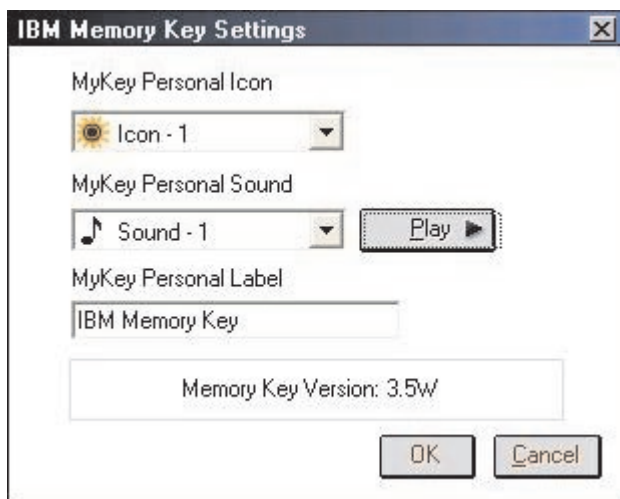 IBM Memory Key Settings
MyKey Personal Icon
Icon - 1
MyKey Personal Sound
Sound - 1
Play
MyKey Personal Label
IBM Memory Key
Memory Key Version: 3.5W
OK
Cancel